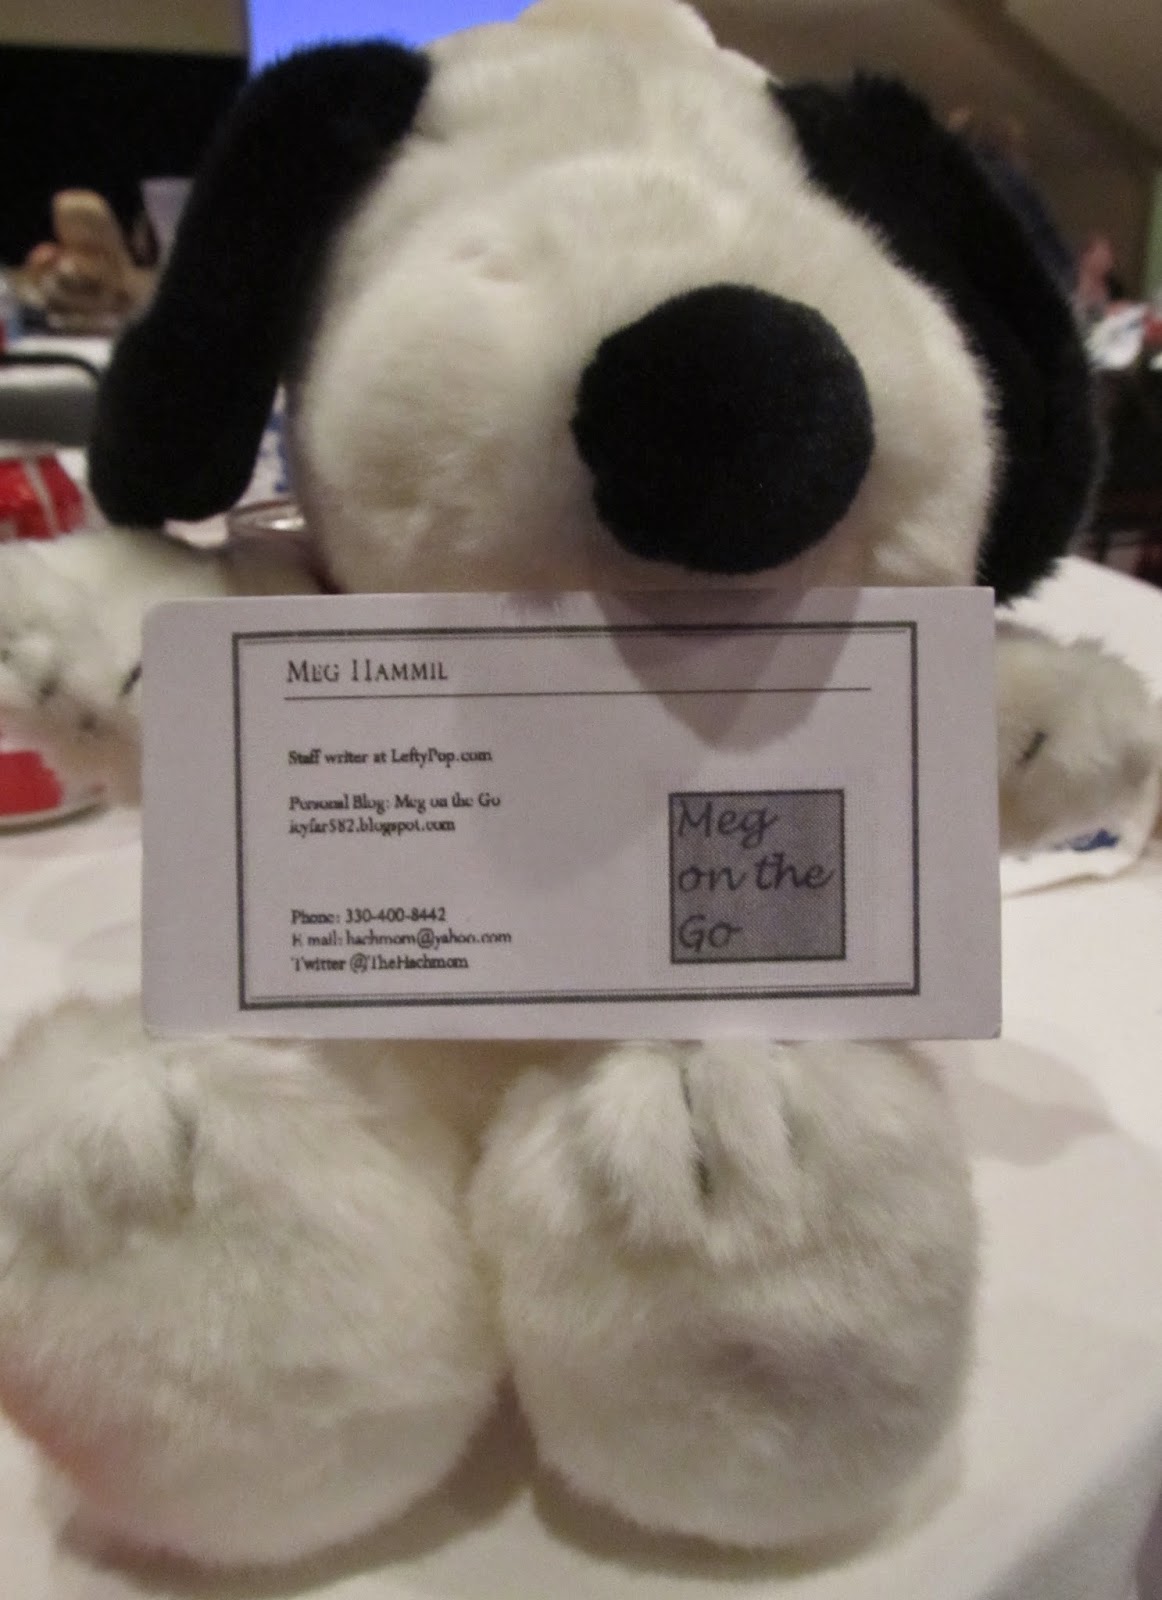 MEG HAMMIL
Staff writer at LeftyPop.com
Personal Blog: Meg on the Go
icyfar582.blogspot.com
Phone: 330-400-8442
E mail: hachmom@yahoo.com
Twitter @TheHachmom
Meg
on the
Go